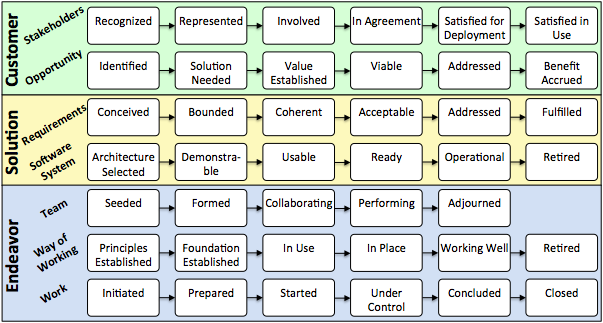 Customer
Stakeholders
Recognized
Represented
Involved
In Agreement
Satisfied for
Deployment
Satisfied in
Use
Opportunity
Identified
Solution
Needed
Value
Established
Viable
Addressed
Benefit
Accrued
Solution
Requirements
Conceived
Bounded
Coherent
Acceptable
Addressed
Fulfilled
Software
System
Architecture
Selected
Demonstra-
ble
Usable
Ready
Operational
Retired
Endeavor
Team
Seeded
Formed
Collaborating
Performing
Adjourned
Way of
Working
Principles
Established
Foundation
Established
In Use
In Place
Working Well
Retired
Work
Initiated
Prepared
Started
Under
Control
Concluded
Closed